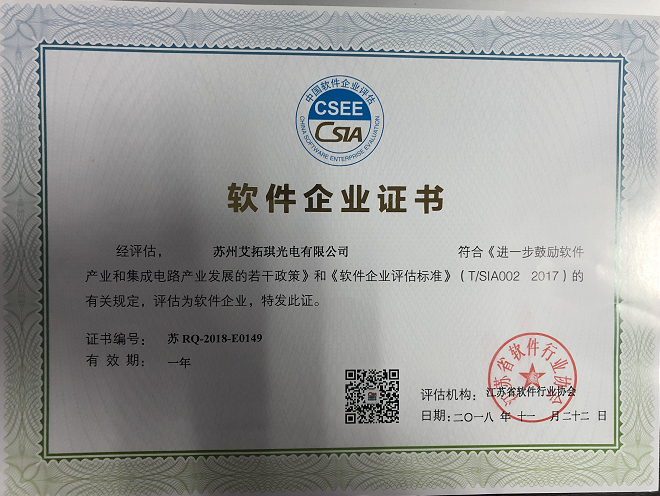 中国软件企业评估
CSEE
CSIA
CHINA SOFTWARE ENTERPRISE EVALUATION
软件企业证书
经评估， 苏州艾拓琪光电有限公司 符合《进一步鼓励软件
产业和集成电路产业发展的若干政策》和《软件企业评估标准》（T/SIA002 2017）的
有关规定，评估为软件企业，特发此证。
证书编号： 苏 RQ-2018-E0149
有 效 期： 一年
江苏省软件行业协会
评估机构：江苏省软件行业协会
日期：二〇一八 年 十一 月 二十二 日